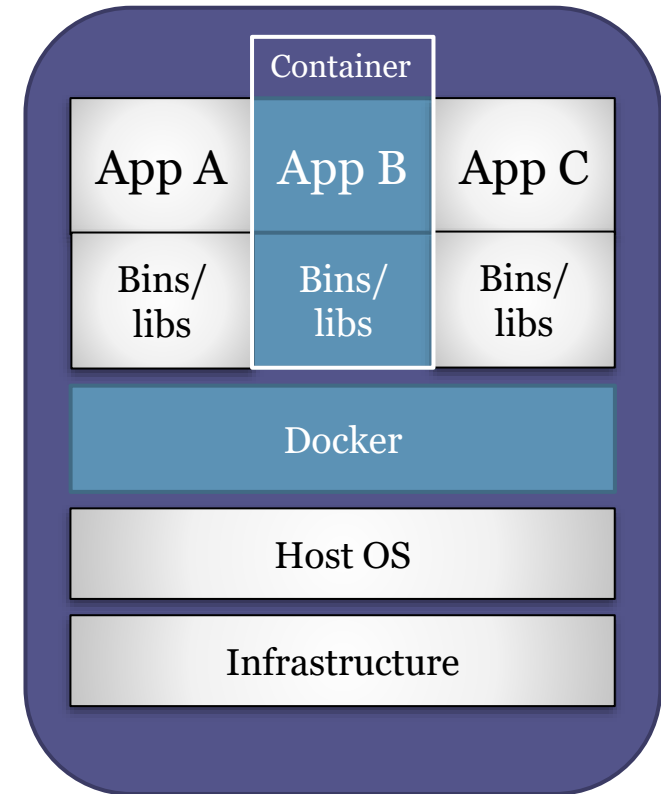 Container
App A
App B
App C
Bins/
libs
Bins/
libs
Bins/
libs
Docker
Host OS
Infrastructure